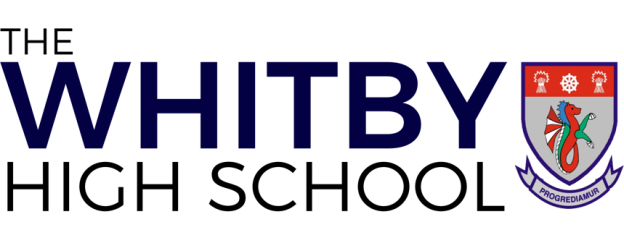 THE
WHITBY
HIGH SCHOOL
PROGREDIAMUR